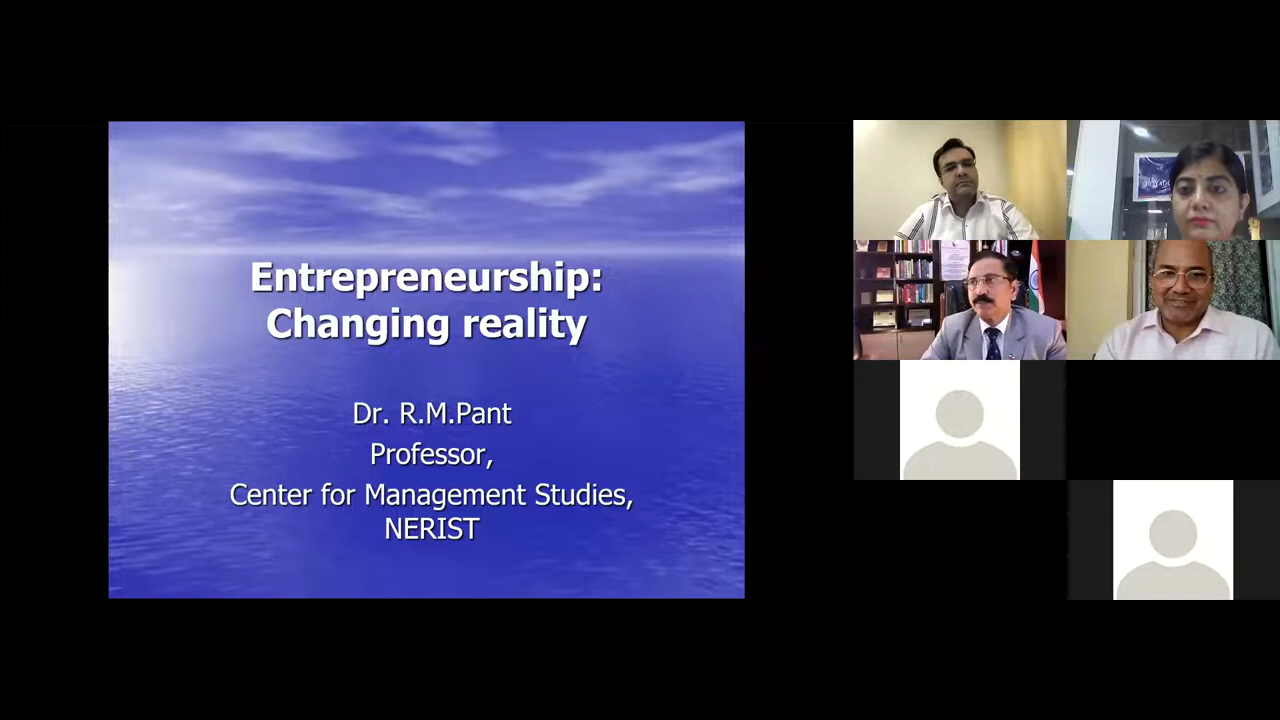 Entrepreneurship:
Changing reality
Dr. R.M.Pant
Professor,
Center for Management Studies,
NERIST